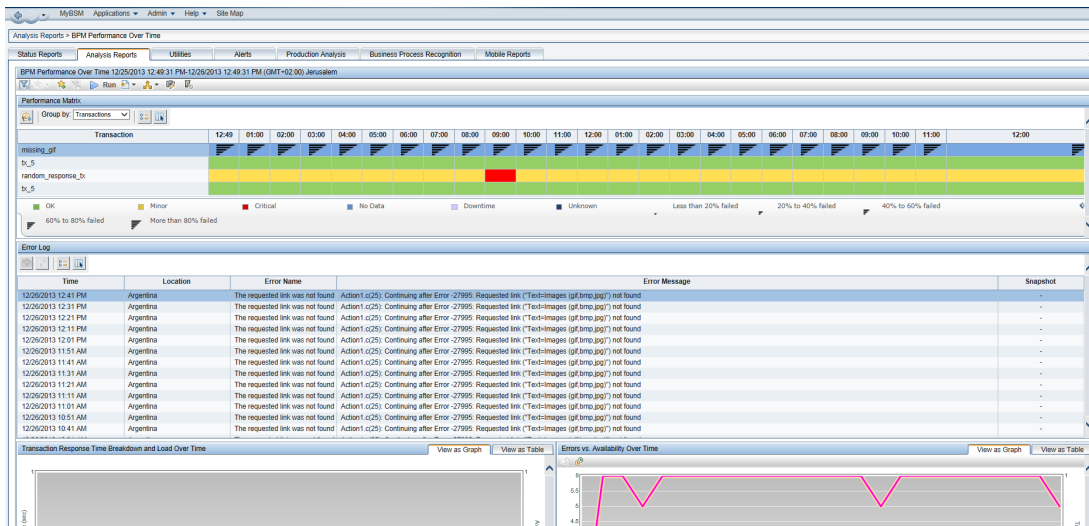 MyBSM Applications Admin Help Site Map
Analysis Reports > BPM Performance Over Time
Status Reports Analysis Reports Utilities Alerts Production Analysis Business Process Recognition Mobile Reports
BPM Performance Over Time 12/25/2013 12:49:31 PM-12/26/2013 12:49:31 PM (GMT+02:00) Jerusalem
Run
Performance Matrix
Group by: Transactions
Transaction 12:49 01:00 02:00 03:00 04:00 05:00 06:00 07:00 08:00 09:00 10:00 11:00 12:00 01:00 02:00 03:00 04:00 05:00 06:00 07:00 08:00 09:00 10:00 11:00 12:00
missing_gif
tx_5
random_response_tx
tx_5
OK Minor Critical No Data Downtime Unknown Less than 20% failed 20% to 40% failed 40% to 60% failed
60% to 80% failed More than 80% failed
Error Log
Time Location Error Name Error Message Snapshot
12/26/2013 12:41 PM Argentina The requested link was not found Action1.c(25): Continuing after Error -27995: Requested link ("Text=Images (gif,bmp,jpg)") not found -
12/26/2013 12:31 PM Argentina The requested link was not found Action1.c(25): Continuing after Error -27995: Requested link ("Text=Images (gif,bmp,jpg)") not found -
12/26/2013 12:21 PM Argentina The requested link was not found Action1.c(25): Continuing after Error -27995: Requested link ("Text=Images (gif,bmp,jpg)") not found -
12/26/2013 12:11 PM Argentina The requested link was not found Action1.c(25): Continuing after Error -27995: Requested link ("Text=Images (gif,bmp,jpg)") not found -
12/26/2013 12:01 PM Argentina The requested link was not found Action1.c(25): Continuing after Error -27995: Requested link ("Text=Images (gif,bmp,jpg)") not found -
12/26/2013 11:51 AM Argentina The requested link was not found Action1.c(25): Continuing after Error -27995: Requested link ("Text=Images (gif,bmp,jpg)") not found -
12/26/2013 11:41 AM Argentina The requested link was not found Action1.c(25): Continuing after Error -27995: Requested link ("Text=Images (gif,bmp,jpg)") not found -
12/26/2013 11:31 AM Argentina The requested link was not found Action1.c(25): Continuing after Error -27995: Requested link ("Text=Images (gif,bmp,jpg)") not found -
12/26/2013 11:21 AM Argentina The requested link was not found Action1.c(25): Continuing after Error -27995: Requested link ("Text=Images (gif,bmp,jpg)") not found -
12/26/2013 11:11 AM Argentina The requested link was not found Action1.c(25): Continuing after Error -27995: Requested link ("Text=Images (gif,bmp,jpg)") not found -
12/26/2013 11:01 AM Argentina The requested link was not found Action1.c(25): Continuing after Error -27995: Requested link ("Text=Images (gif,bmp,jpg)") not found -
12/26/2013 10:51 AM Argentina The requested link was not found Action1.c(25): Continuing after Error -27995: Requested link ("Text=Images (gif,bmp,jpg)") not found -
12/26/2013 10:41 AM Argentina The requested link was not found Action1.c(25): Continuing after Error -27995: Requested link ("Text=Images (gif,bmp,jpg)") not found -
Transaction Response Time Breakdown and Load Over Time View as Graph View as Table Errors vs. Availability Over Time View as Graph View as Table
1 1 6 1
5.5
5
(sec)
4.5